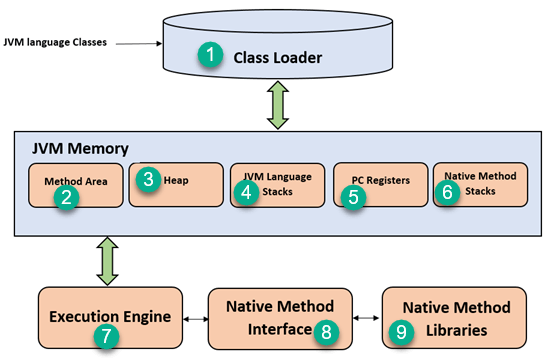 JVM language Classes
1 Class Loader
JVM Memory
Method Area
2
3 Heap
JVM Language
4 Stacks
PC Registers
5
Native Method
6 Stacks
Execution Engine
7
Native Method
Interface 8
Native Method
9 Libraries